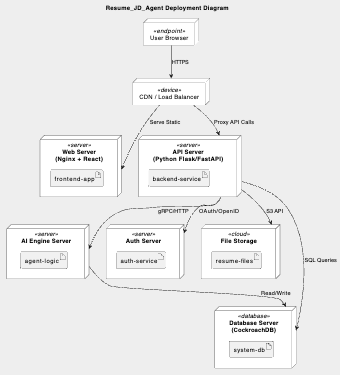 Resume_JD_Agent Deployment Diagram
«endpoint»
User Browser
HTTPS
«device»
CDN / Load Balancer
Serve Static
Proxy API Calls
«server»
Web Server
(Nginx + React)
frontend-app
«server»
API Server
(Python Flask/FastAPI)
backend-service
gRPC/HTTP
OAuth/OpenID
S3 API
«server»
AI Engine Server
agent-logic
«server»
Auth Server
auth-service
«cloud»
File Storage
resume-files
SQL Queries
Read/Write
«database»
Database Server
(CockroachDB)
system-db